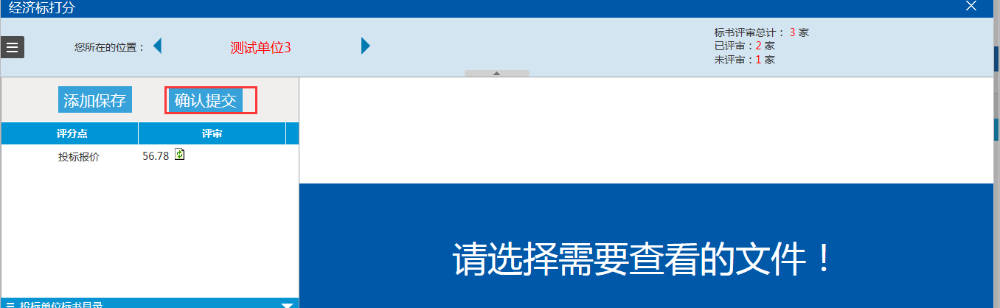 经济标打分
您所在的位置：
测试单位3
标书评审总计： 3 家
已评审：2 家
未评审：1 家
添加保存
确认提交
评分点
评审
投标报价
56.78
请选择需要查看的文件！
投标单位标书目录